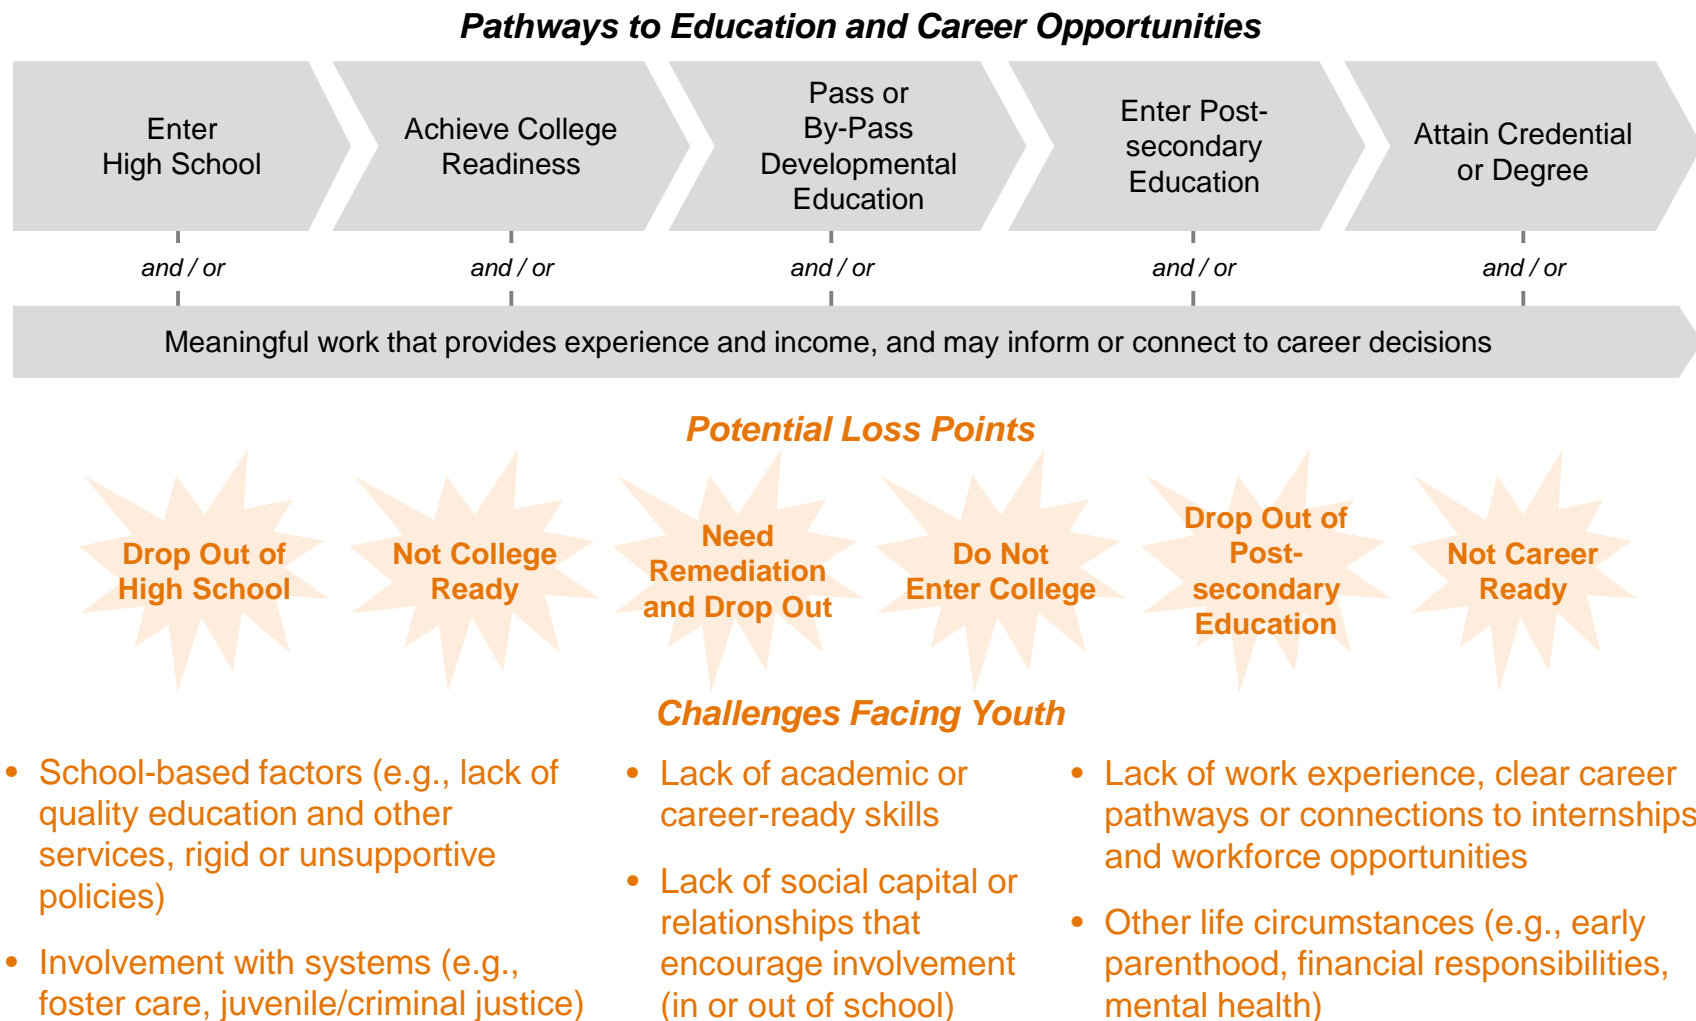 Pathways to Education and Career Opportunities
Enter
High School
Achieve College
Readiness
Pass or
By-Pass
Developmental
Education
Enter Post-
secondary
Education
Attain Credential
or Degree
and / or
and / or
and / or
and / or
and / or
Meaningful work that provides experience and income, and may inform or connect to career decisions
Potential Loss Points
Drop Out of
High School
Not College
Ready
Need
Remediation
and Drop Out
Do Not
Enter College
Drop Out of
Post-
secondary
Education
Not Career
Ready
Challenges Facing Youth
• School-based factors (e.g., lack of
quality education and other
services, rigid or unsupportive
policies)
• Involvement with systems (e.g.,
foster care, juvenile/criminal justice)
• Lack of academic or
career-ready skills
• Lack of social capital or
relationships that
encourage involvement
(in or out of school)
• Lack of work experience, clear career
pathways or connections to internships
and workforce opportunities
• Other life circumstances (e.g., early
parenthood, financial responsibilities,
mental health)